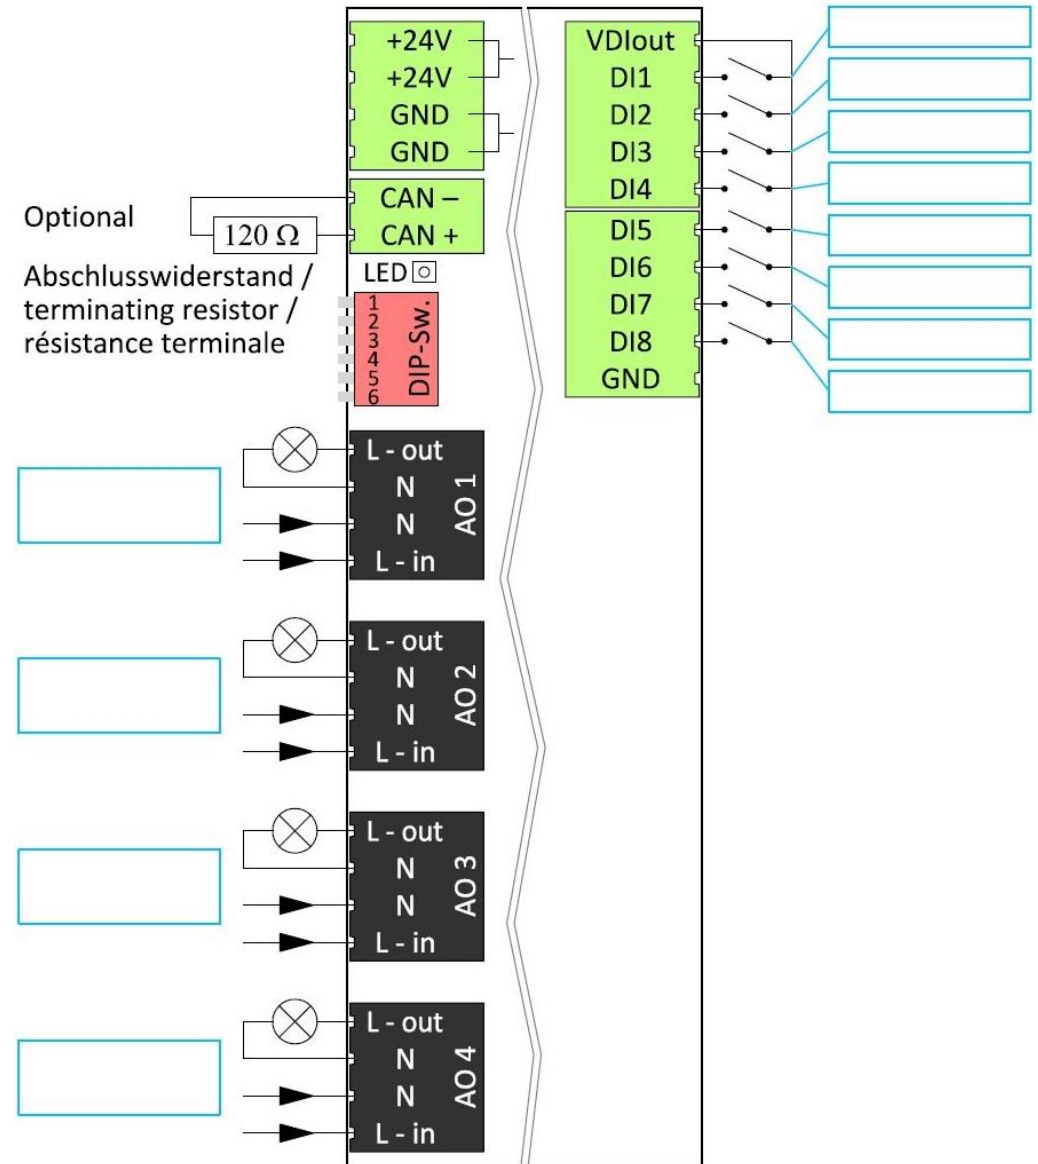 +24V
+24V
GND
GND
CAN –
CAN +
Optional
120 Ω
Abschlusswiderstand /
terminating resistor /
résistance terminale
LED
1
2
3
4
5
6
DIP-Sw.
L - out
N
N
L - in
AO 1
L - out
N
N
L - in
AO 2
L - out
N
N
L - in
AO 3
L - out
N
N
L - in
AO 4
VDIout
DI1
DI2
DI3
DI4
DI5
DI6
DI7
DI8
GND